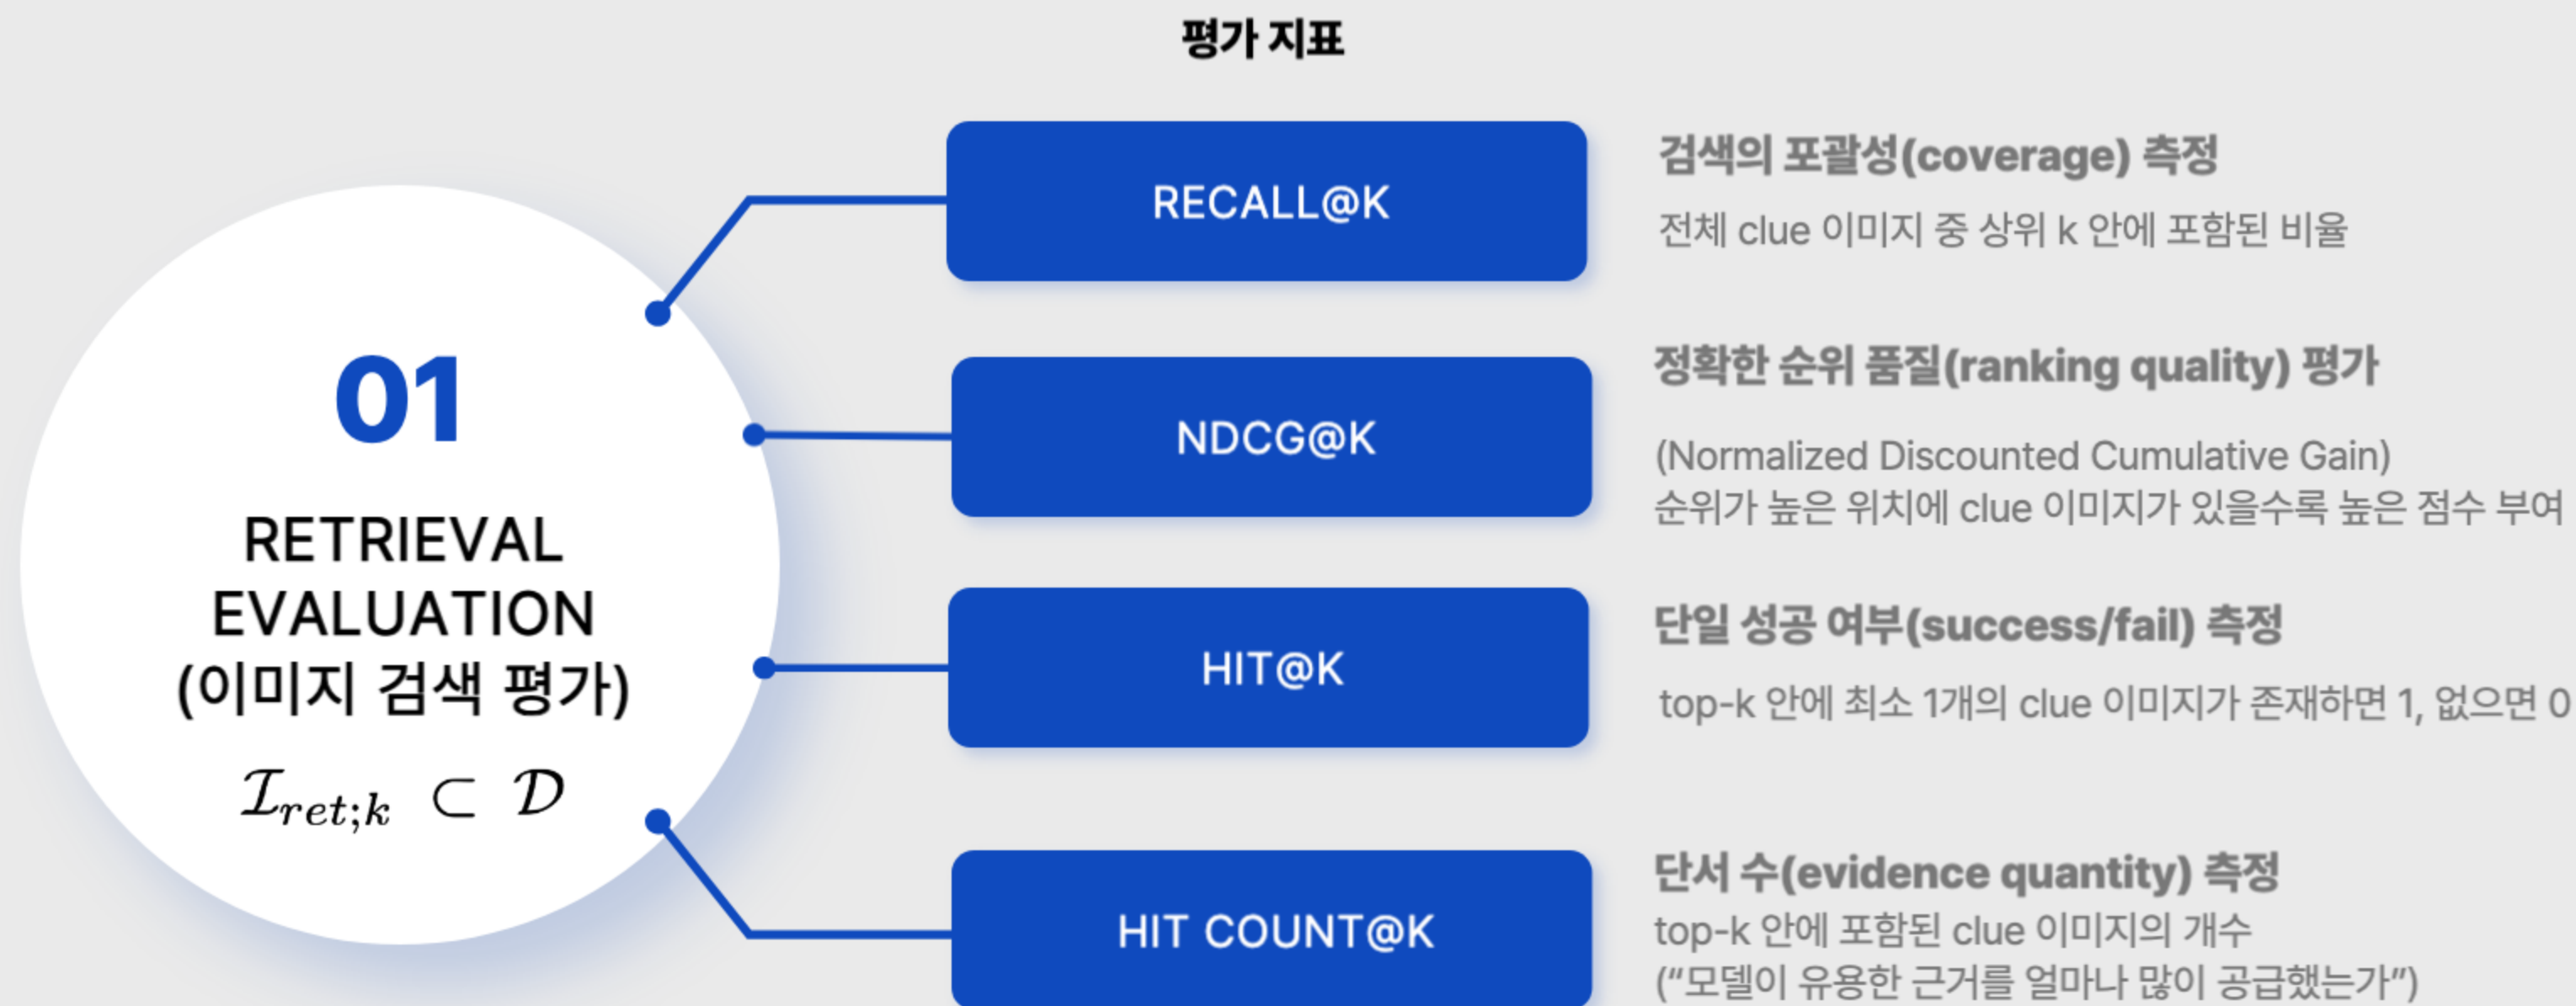 평가 지표
01
RETRIEVAL
EVALUATION
(이미지 검색 평가)
𝓘ret;k ⊂ 𝓓
RECALL@K
검색의 포괄성(coverage) 측정
전체 clue 이미지 중 상위 k 안에 포함된 비율
NDCG@K
정확한 순위 품질(ranking quality) 평가
(Normalized Discounted Cumulative Gain)
순위가 높은 위치에 clue 이미지가 있을수록 높은 점수 부여
HIT@K
단일 성공 여부(success/fail) 측정
top-k 안에 최소 1개의 clue 이미지가 존재하면 1, 없으면 0
HIT COUNT@K
단서 수(evidence quantity) 측정
top-k 안에 포함된 clue 이미지의 개수
(“모델이 유용한 근거를 얼마나 많이 공급했는가”)